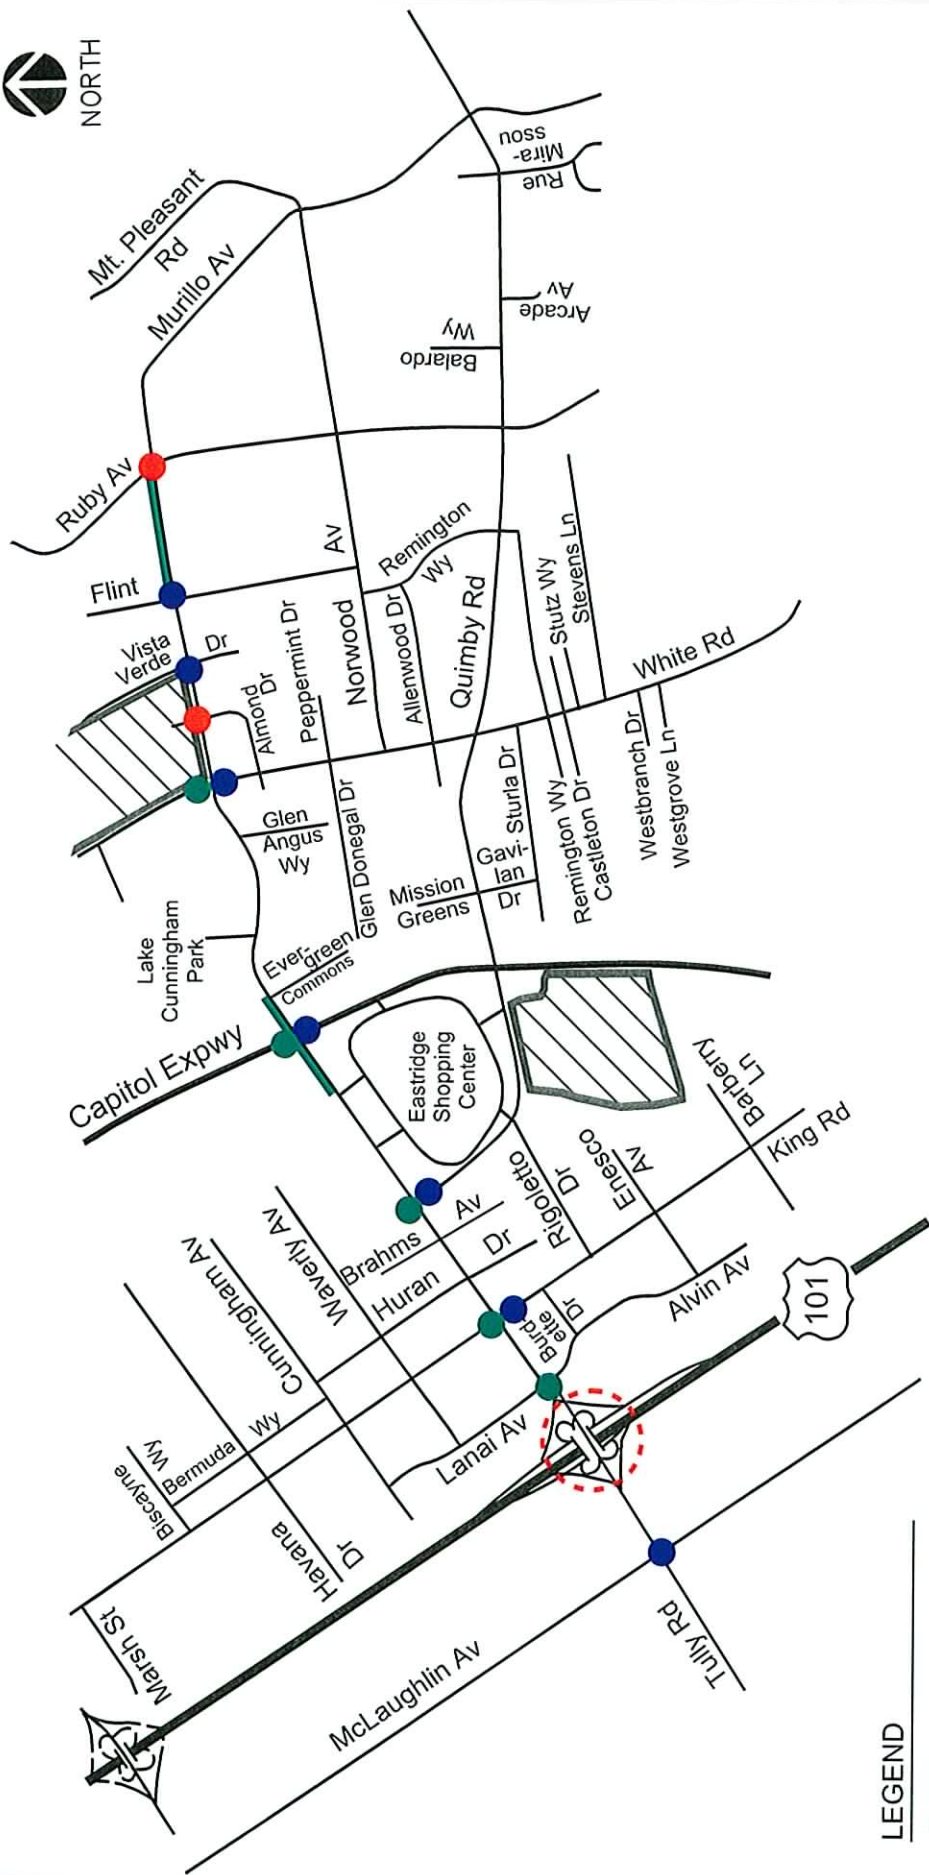 NORTH
Mt. Pleasant
Rd
Murillo Av
Rue
Mira-
ssou
Arcade
Av
Balardo
Wy
Ruby Av
Flint
Av
Remington
Wy
Vista
Verde
Dr
Almond
Dr
Peppermint Dr
Norwood
Allenwood Dr
Quimby Rd
Stutz Wy
Stevens Ln
White Rd
Glen
Angus
Wy
Glen Donegal Dr
Mission
Greens
Gavi-
lan
Dr
Sturla Dr
Remington Wy
Castleton Dr
Westbranch Dr
Westgrove Ln
Lake
Cunningham
Park
Ever-
green
Commons
Capitol Expwy
Eastridge
Shopping
Center
Barberry
Ln
King Rd
Enesco
Av
Rigoletto
Dr
Brahms
Av
Huran
Dr
Waverly Av
Cunningham Av
Burd-
ette
Dr
Alvin Av
101
Lanai Av
Bermuda
Wy
Biscayne
Wy
Havana
Dr
Marsh St
McLaughlin Av
Tully Rd
LEGEND